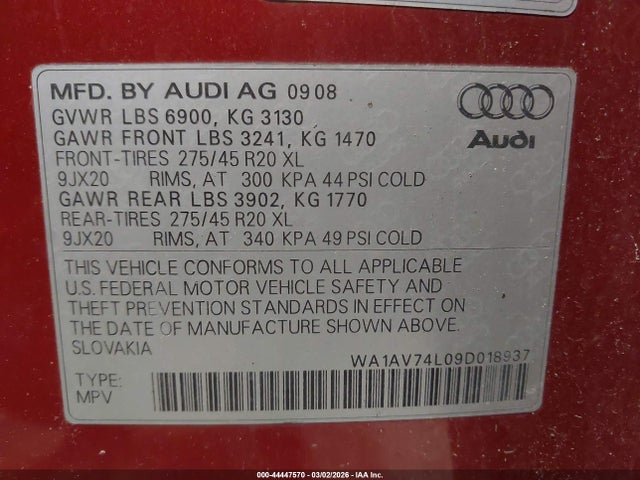 MFD. BY AUDI AG 0908
GVWR LBS 6900, KG 3130
GAWR FRONT LBS 3241, KG 1470
FRONT-TIRES 275/45 R20 XL
9JX20 RIMS, AT 300 KPA 44 PSI COLD
GAWR REAR LBS 3902, KG 1770
REAR-TIRES 275/45 R20 XL
9JX20 RIMS, AT 340 KPA 49 PSI COLD
Audi
THIS VEHICLE CONFORMS TO ALL APPLICABLE
U.S. FEDERAL MOTOR VEHICLE SAFETY AND
THEFT PREVENTION STANDARDS IN EFFECT ON
THE DATE OF MANUFACTURE SHOWN ABOVE.
SLOVAKIA
WA1AV74L09D018937
TYPE:
MPV
000-44447570 • 03/02/2026 • IAA Inc.